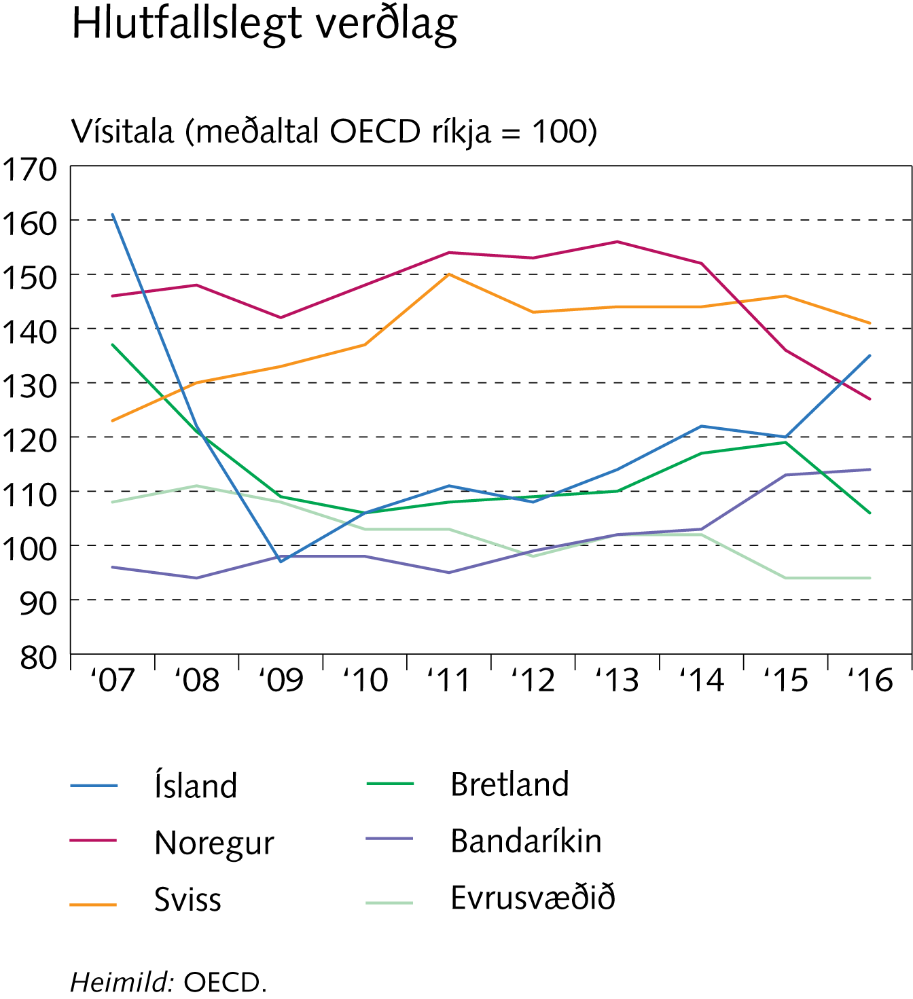 Hlutfallslegt verðlag
Vísitala (meðaltal OECD ríkja = 100)
170
160
150
140
130
120
110
100
90
80
‘07 ‘08 ‘09 ‘10 ‘11 ‘12 ‘13 ‘14 ‘15 ‘16
Ísland
Noregur
Sviss
Bretland
Bandaríkin
Evrusvæðið
Heimild: OECD.